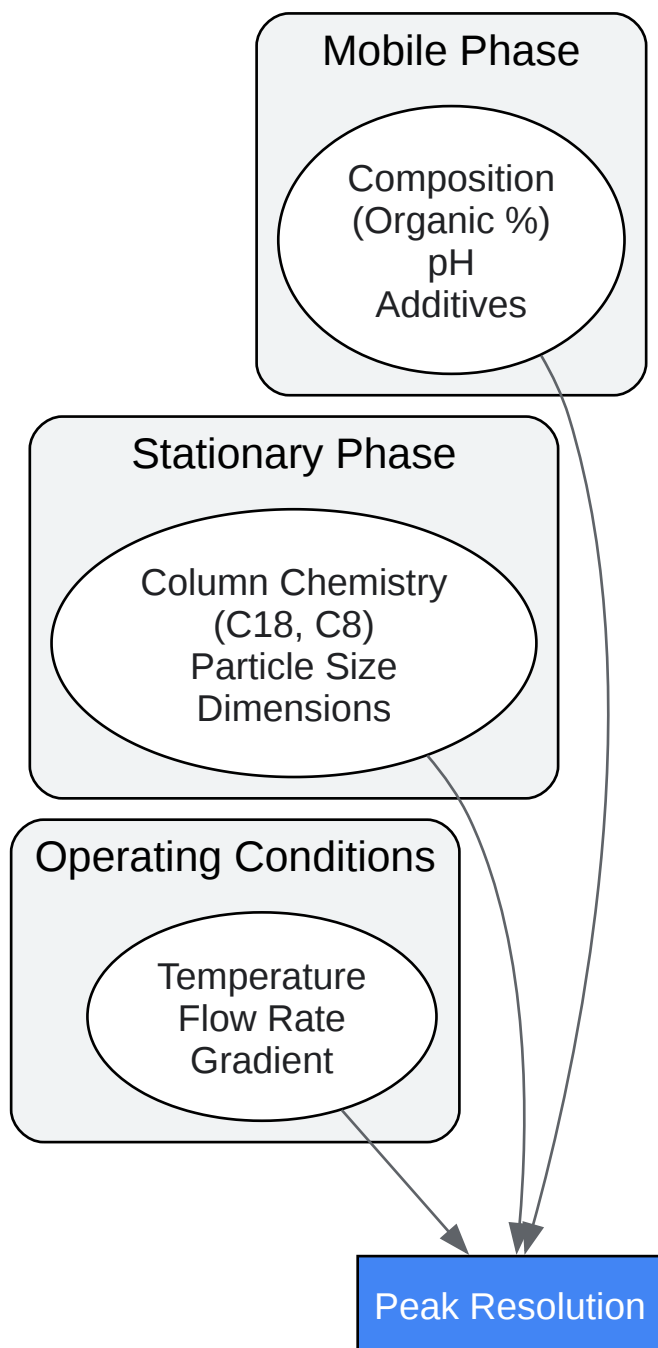 Mobile Phase
Composition
(Organic %)
pH
Additives
Stationary Phase
Column Chemistry
(C18, C8)
Particle Size
Dimensions
Operating Conditions
Temperature
Flow Rate
Gradient
Peak Resolution